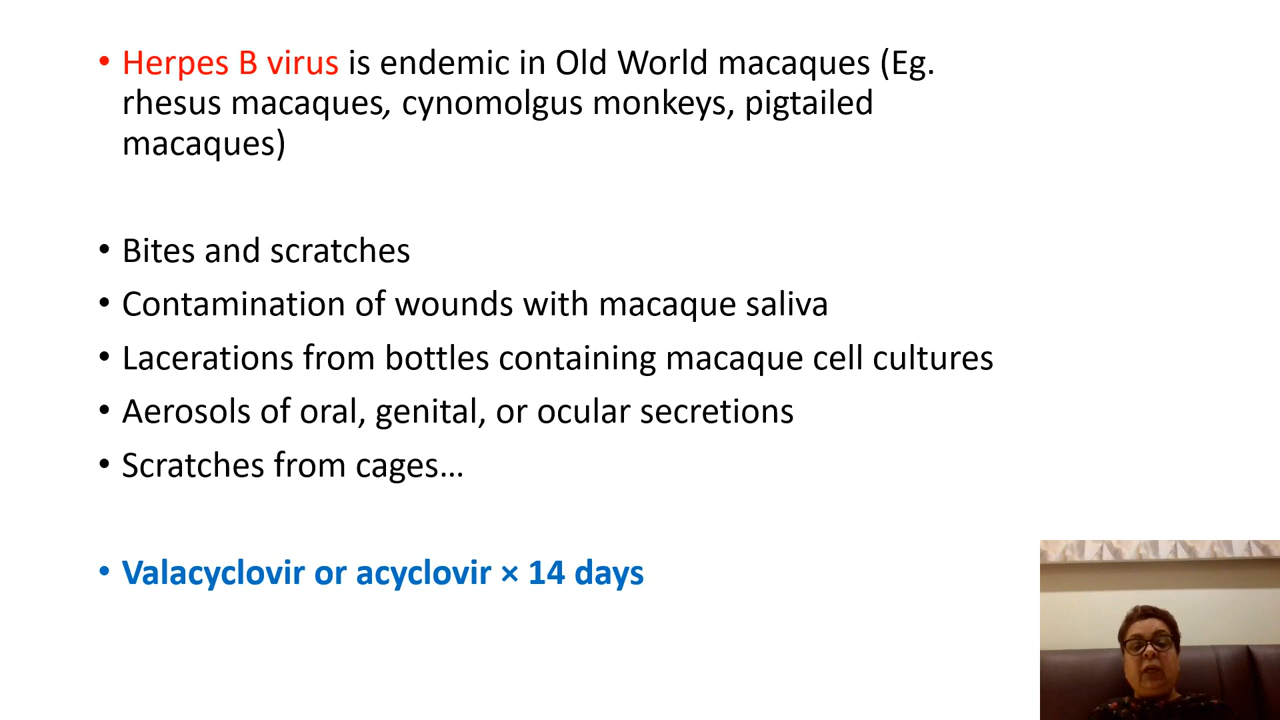 • Herpes B virus is endemic in Old World macaques (Eg.
rhesus macaques, cynomolgus monkeys, pigtailed
macaques)
• Bites and scratches
• Contamination of wounds with macaque saliva
• Lacerations from bottles containing macaque cell cultures
• Aerosols of oral, genital, or ocular secretions
• Scratches from cages…
• Valacyclovir or acyclovir × 14 days